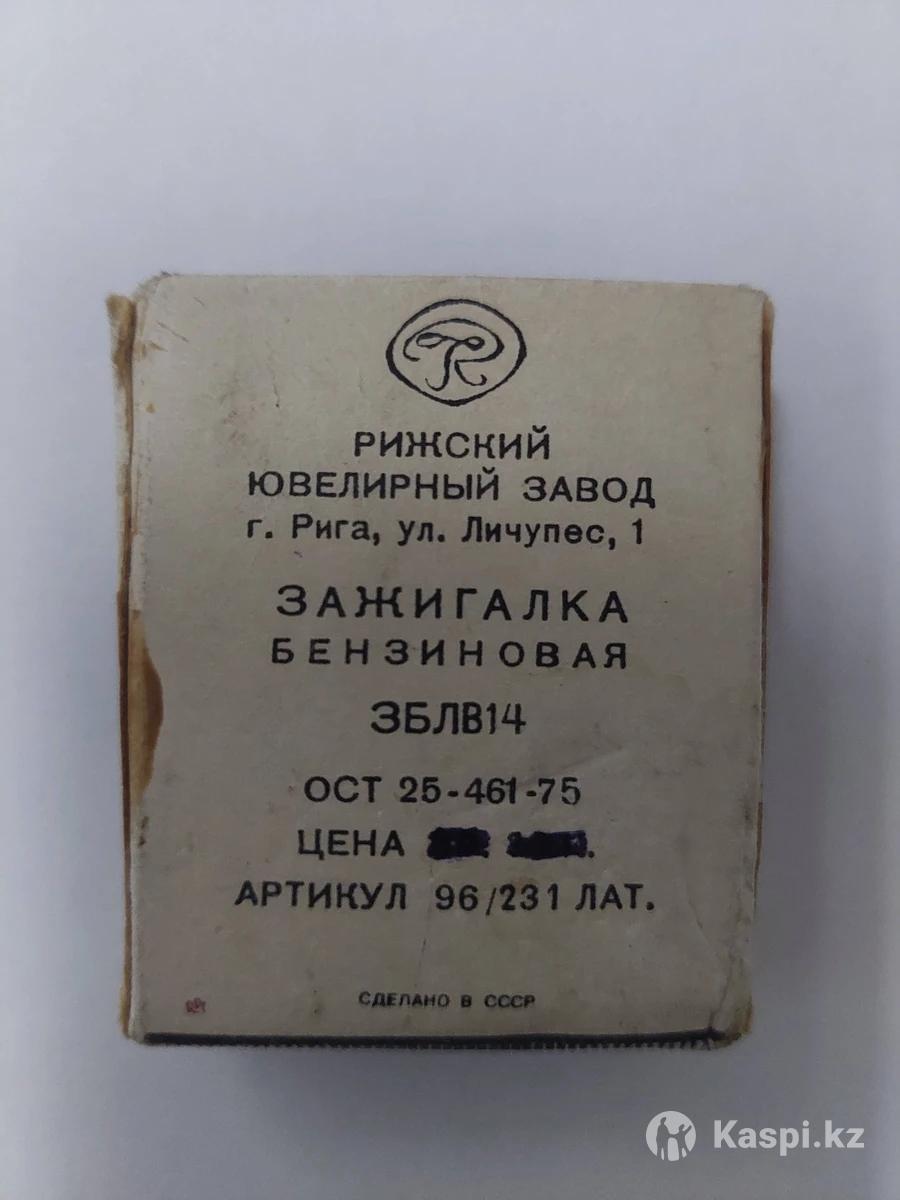 РИЖСКИЙ
ЮВЕЛИРНЫЙ ЗАВОД
г. Рига, ул. Личупес, 1
ЗАЖИГАЛКА
БЕНЗИНОВАЯ
ЗБЛВ14
ОСТ 25-461-75
ЦЕНА
АРТИКУЛ 96/231 ЛАТ.
СДЕЛАНО В СССР
Kaspi.kz